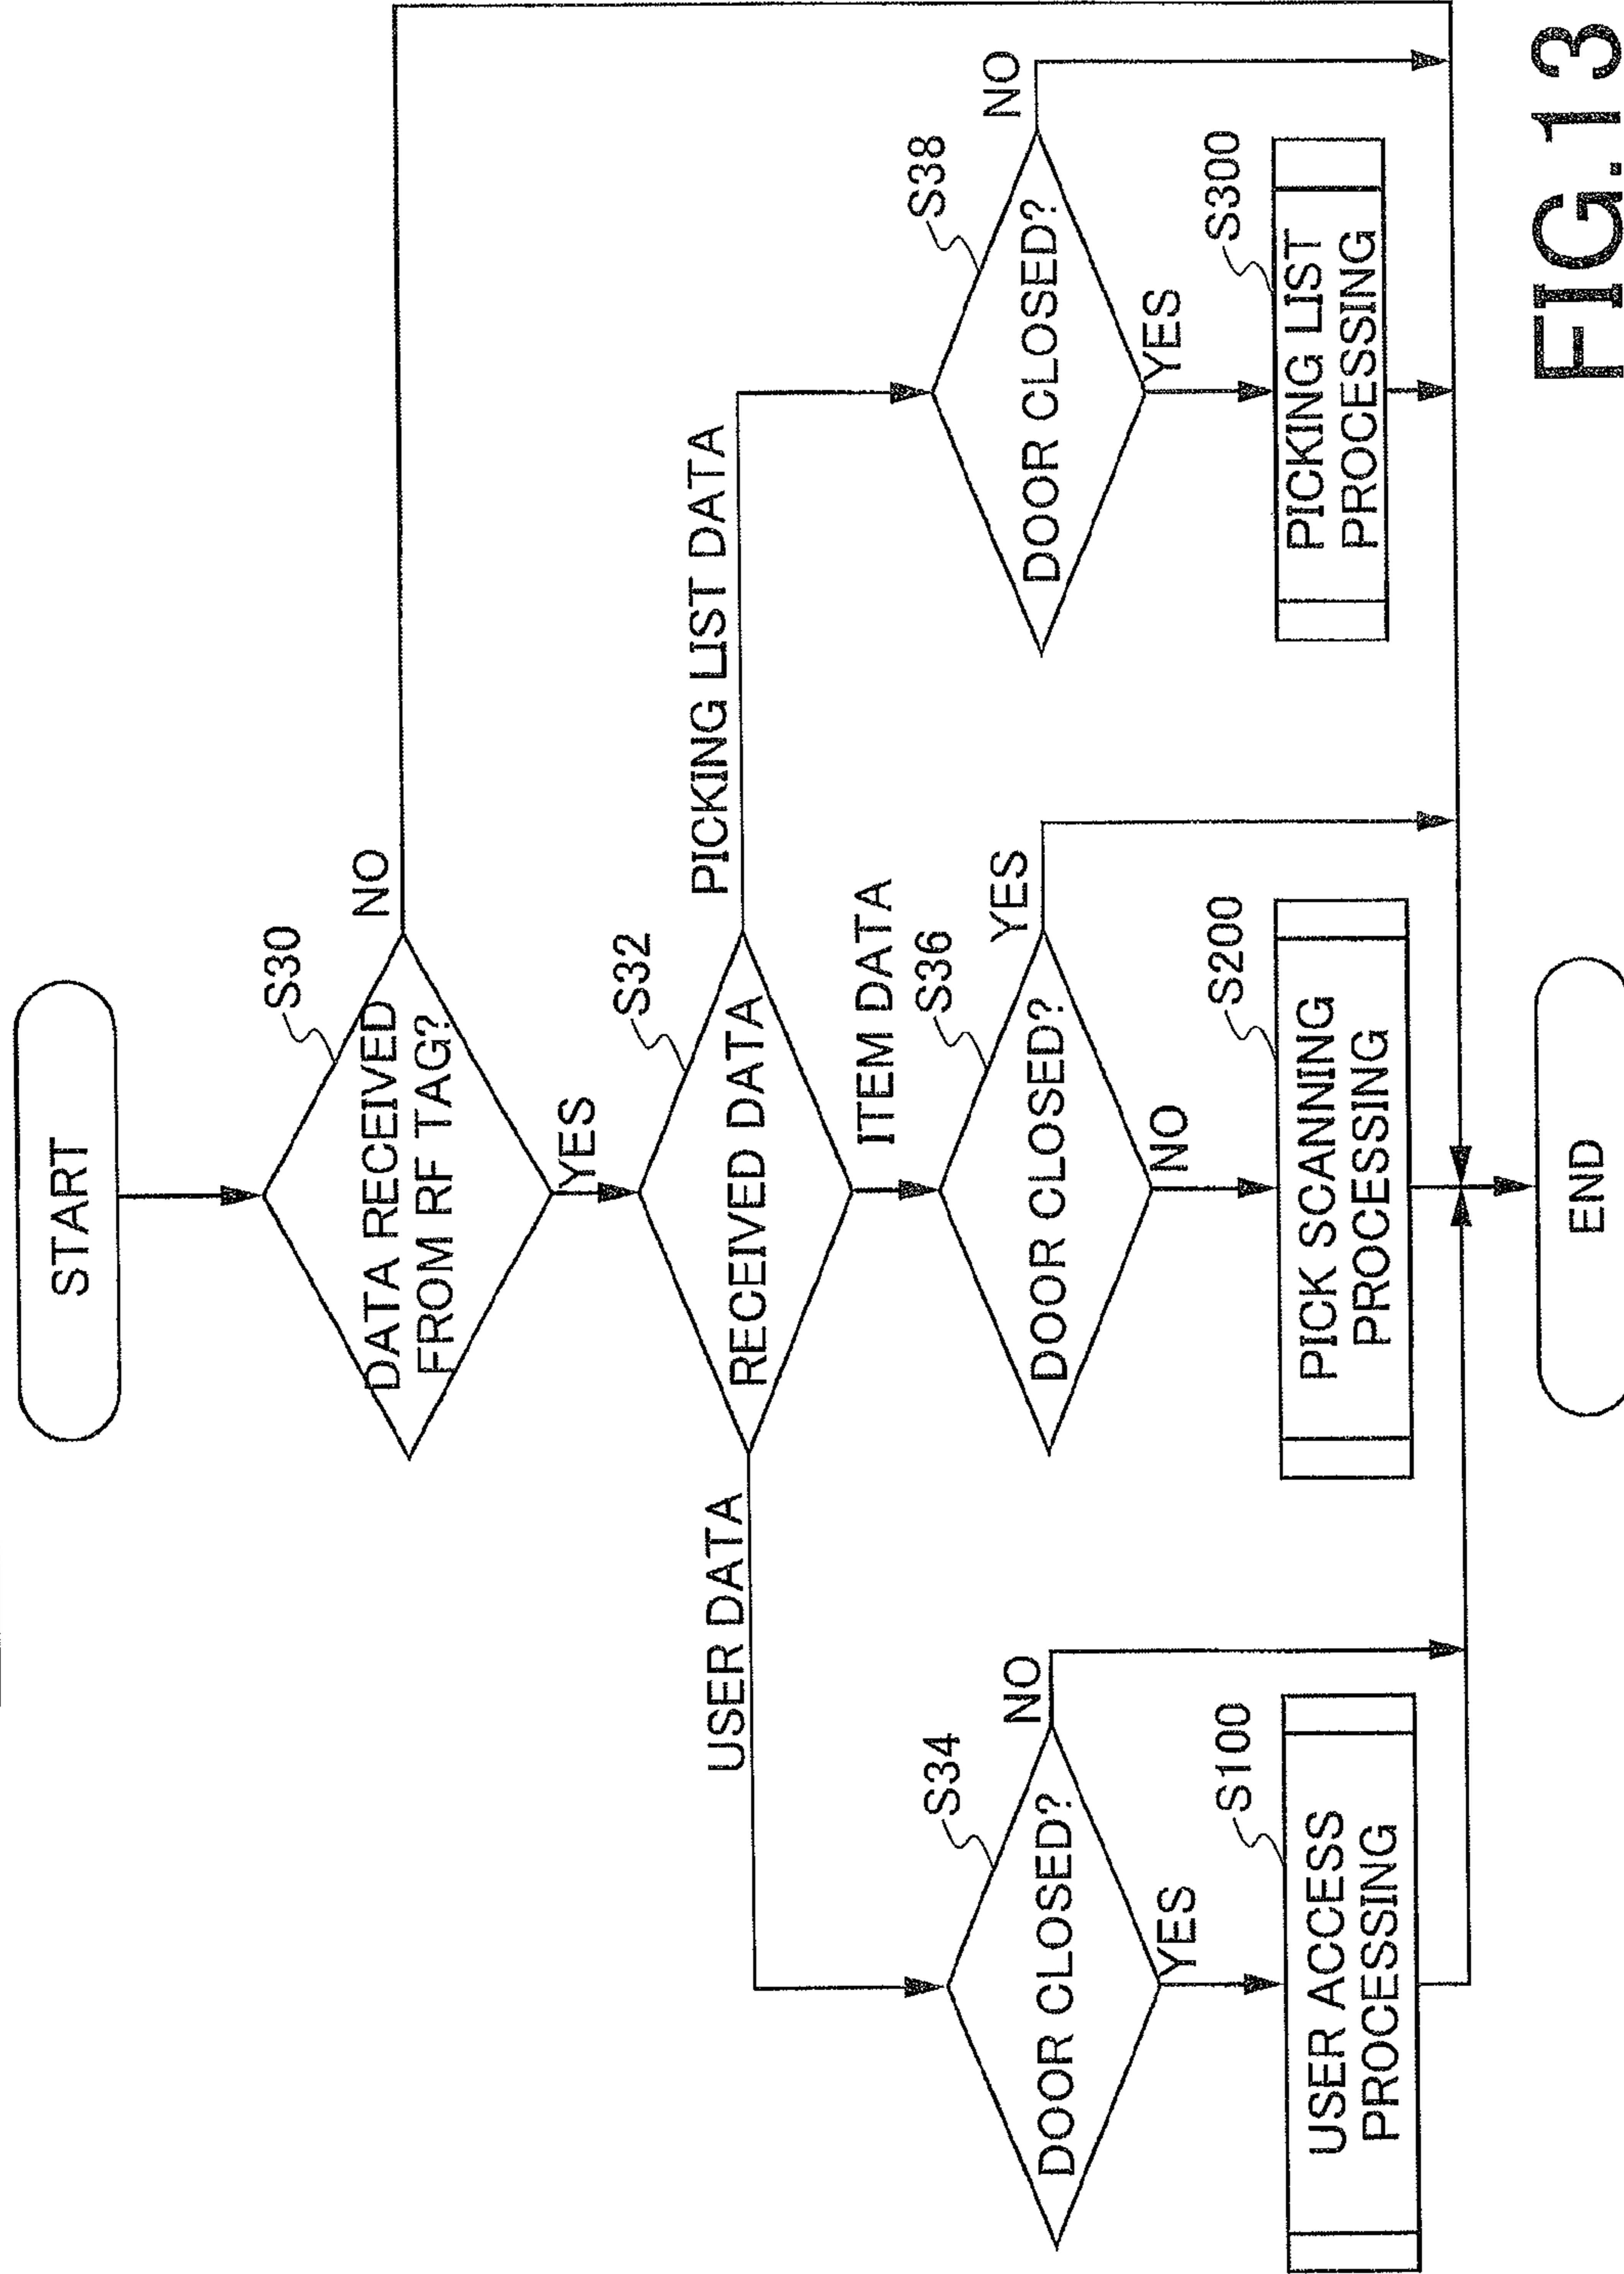 START
S30
DATA RECEIVED
FROM RF TAG?
NO
YES
S32
RECEIVED DATA
USER DATA
ITEM DATA
PICKING LIST DATA
S34
DOOR CLOSED?
NO
YES
S100
USER ACCESS
PROCESSING
S36
DOOR CLOSED?
YES
NO
S200
PICK SCANNING
PROCESSING
S38
DOOR CLOSED?
NO
YES
S300
PICKING LIST
PROCESSING
END
FIG.13